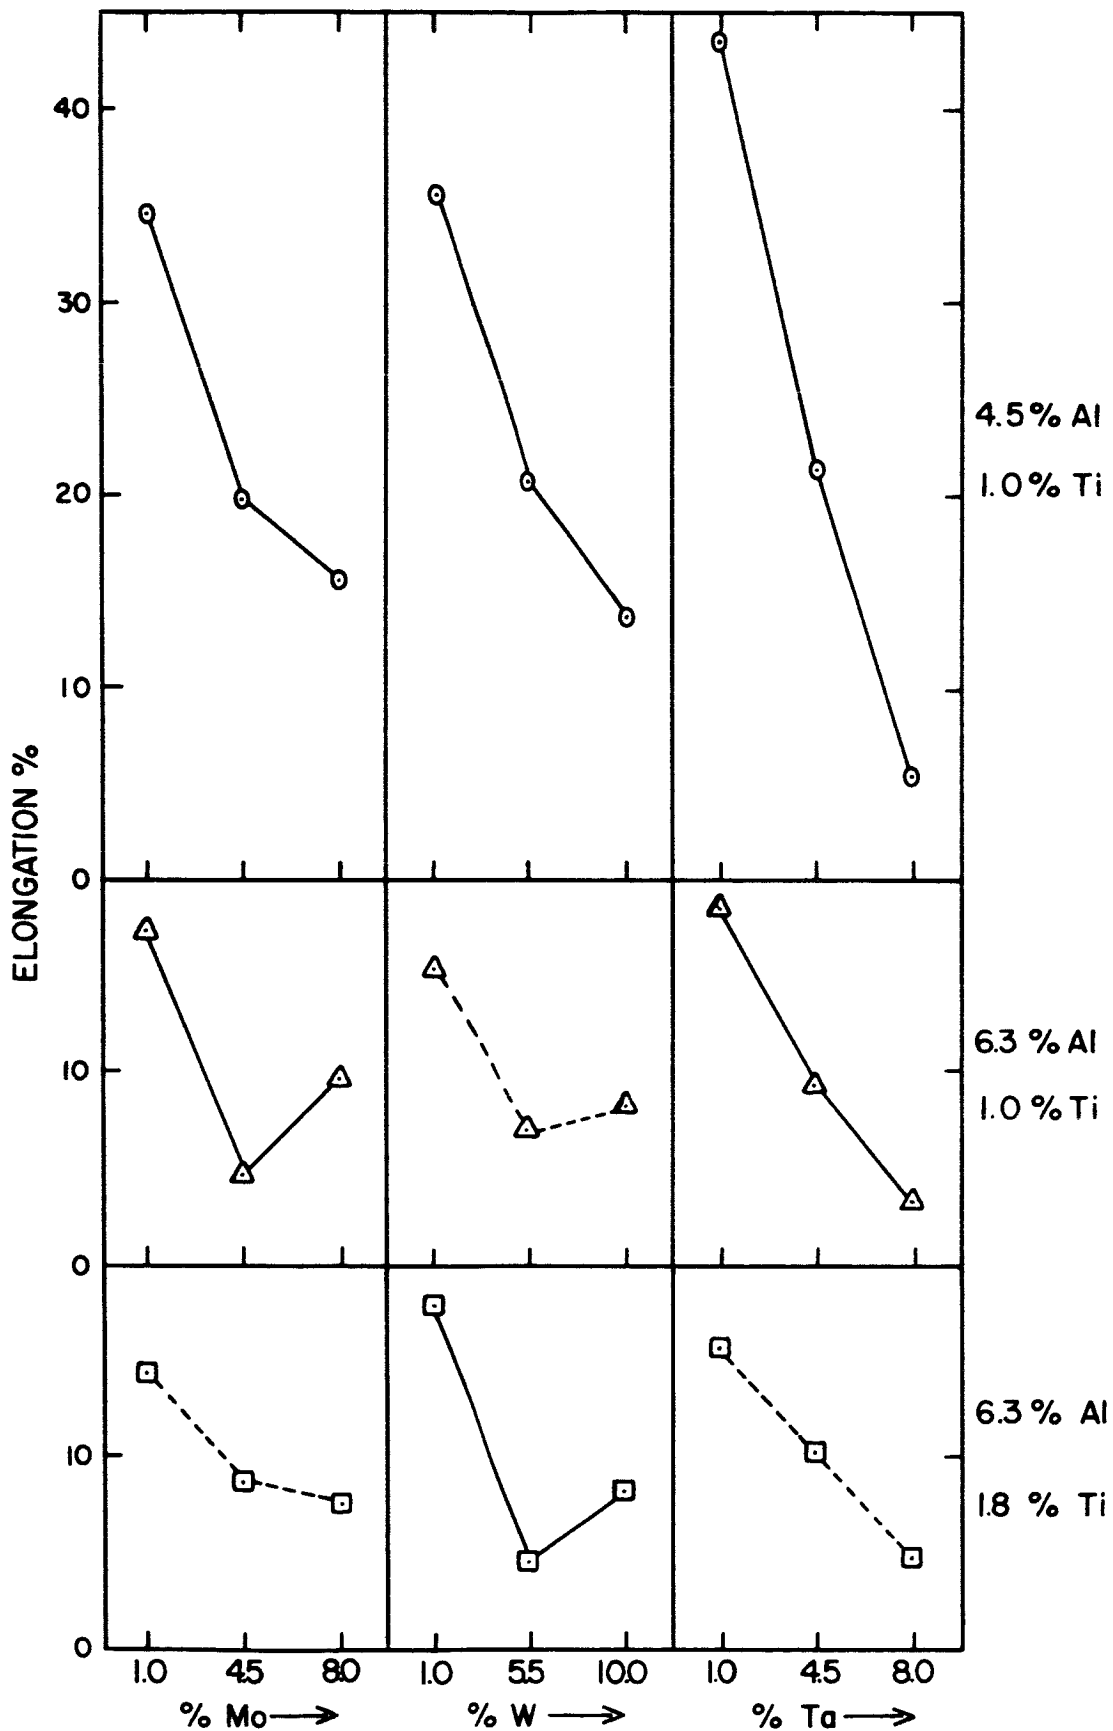 40
30
20
10
0
10
0
10
0
ELONGATION %
4.5% Al
1.0% Ti
6.3 % Al
1.0 % Ti
6.3 % Al
1.8 % Ti
1.0 4.5 8.0 1.0 5.5 10.0 1.0 4.5 8.0
% Mo → % W → % Ta →